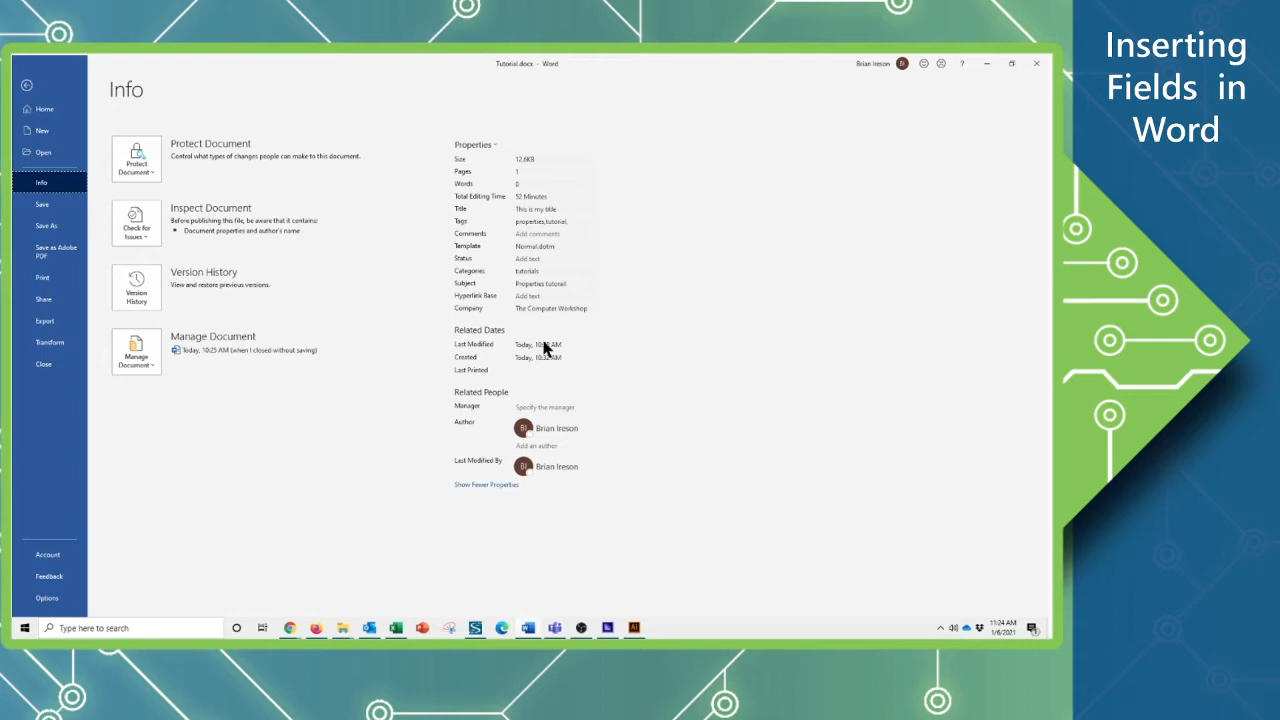 Inserting
Fields in
Word
Tutorial.docx - Word
Brian Ireson
BI
?
Info
Home
New
Open
Info
Save
Save As
Save as Adobe
PDF
Print
Share
Export
Transform
Close
Account
Feedback
Options
Protect
Document
Protect Document
Control what types of changes people can make to this document.
Check for
Issues
Inspect Document
Before publishing this file, be aware that it contains:
Document properties and author's name
Version
History
Version History
View and restore previous versions.
Manage
Document
Manage Document
Today, 10:25 AM (when I closed without saving)
Properties
Size 12.6KB
Pages 1
Words 0
Total Editing Time 52 Minutes
Title This is my title
Tags properties,tutorial,
Comments Add comments
Template Normal.dotm
Status Add text
Categories tutorials
Subject Properties tutorail
Hyperlink Base Add text
Company The Computer Workshop
Related Dates
Last Modified Today, AM
Created Today, AM
Last Printed
Related People
Manager Specify the manager
Author BI Brian Ireson
Add an author
Last Modified By BI Brian Ireson
Show Fewer Properties
Type here to search
11:24 AM
1/6/2021